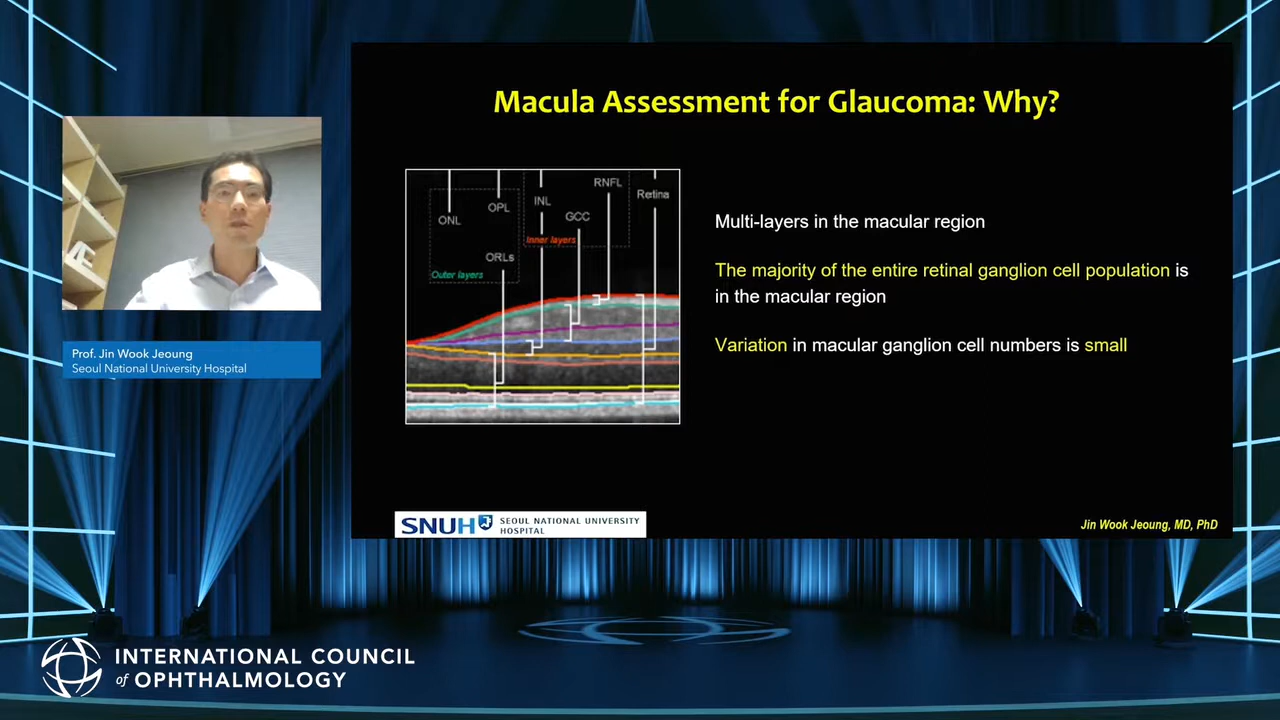 Macula Assessment for Glaucoma: Why?
ONL
OPL
INL
RNFL
GCC
Retina
Inner layers
ORLs
Outer layers
Multi-layers in the macular region
The majority of the entire retinal ganglion cell population is
in the macular region
Variation in macular ganglion cell numbers is small
Prof. Jin Wook Jeoung
Seoul National University Hospital
SNUH
SEOUL NATIONAL UNIVERSITY
HOSPITAL
Jin Wook Jeoung, MD, PhD
INTERNATIONAL COUNCIL
of OPHTHALMOLOGY